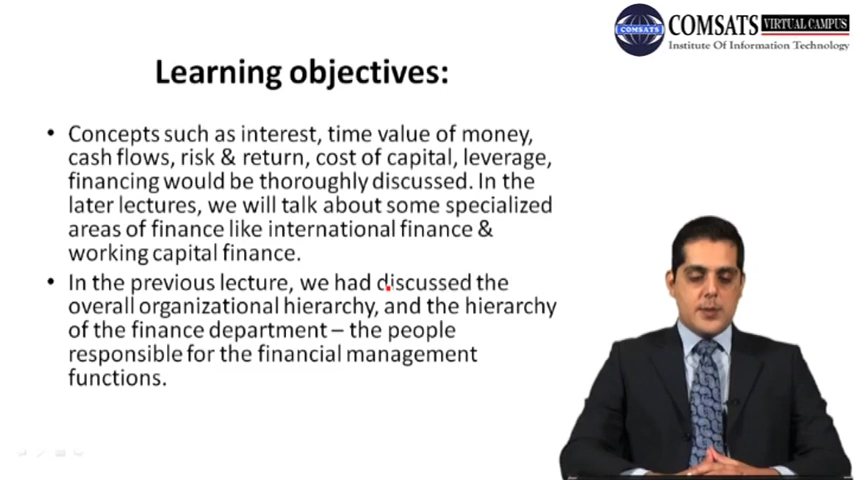 COMSATS VIRTUAL CAMPUS
COMSATS
Institute Of Information Technology
Learning objectives:
• Concepts such as interest, time value of money,
cash flows, risk & return, cost of capital, leverage,
financing would be thoroughly discussed. In the
later lectures, we will talk about some specialized
areas of finance like international finance &
working capital finance.
• In the previous lecture, we had discussed the
overall organizational hierarchy, and the hierarchy
of the finance department – the people
responsible for the financial management
functions.